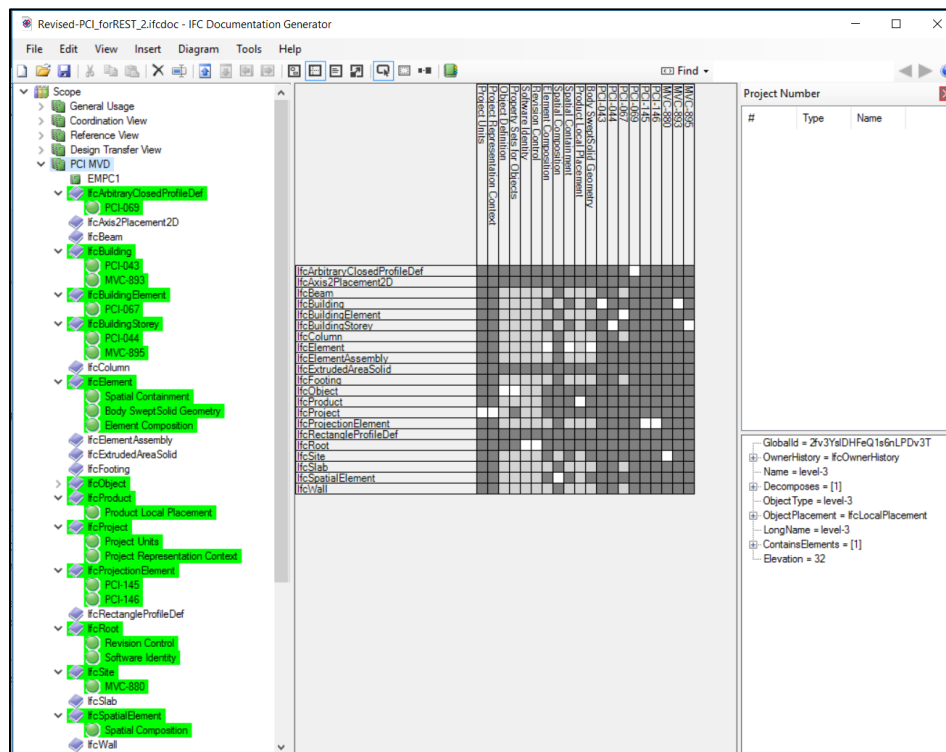 Revised-PCI_forREST_2.ifcdoc - IFC Documentation Generator
File Edit View Insert Diagram Tools Help
Find
Scope
General Usage
Coordination View
Reference View
Design Transfer View
PCI MVD
EMPC1
IfcArbitraryClosedProfileDef
PCI-069
IfcAxis2Placement2D
IfcBeam
IfcBuilding
PCI-043
MVC-893
IfcBuildingElement
PCI-067
IfcBuildingStorey
PCI-044
MVC-895
IfcColumn
IfcElement
Spatial Containment
Body SweptSolid Geometry
Element Composition
IfcElementAssembly
IfcExtrudedAreaSolid
IfcFooting
IfcObject
IfcProduct
Product Local Placement
IfcProject
Project Units
Project Representation Context
IfcProjectionElement
PCI-145
PCI-146
IfcRectangleProfileDef
IfcRoot
Revision Control
Software Identity
IfcSite
MVC-880
IfcSlab
IfcSpatialElement
Spatial Composition
IfcWall
Project Units
Project Representation Context
Object Definition
Property Sets for Objects
Software Identity
Revision Control
Element Composition
Spatial Composition
Spatial Containment
Product Local Placement
Body SweptSolid Geometry
PCI-043
PCI-044
PCI-067
PCI-069
PCI-145
PCI-146
MVC-880
MVC-893
MVC-895
IfcArbitraryClosedProfileDef
IfcAxis2Placement2D
IfcBeam
IfcBuilding
IfcBuildingElement
IfcBuildingStorey
IfcColumn
IfcElement
IfcElementAssembly
IfcExtrudedAreaSolid
IfcFooting
IfcObject
IfcProduct
IfcProject
IfcProjectionElement
IfcRectangleProfileDef
IfcRoot
IfcSite
IfcSlab
IfcSpatialElement
IfcWall
Project Number
# Type Name
GlobalId = 2fv3YslDHFeQ1s6nLPDv3T
OwnerHistory = IfcOwnerHistory
Name = level-3
Decomposes = [1]
ObjectType = level-3
ObjectPlacement = IfcLocalPlacement
LongName = level-3
ContainsElements = [1]
Elevation = 32